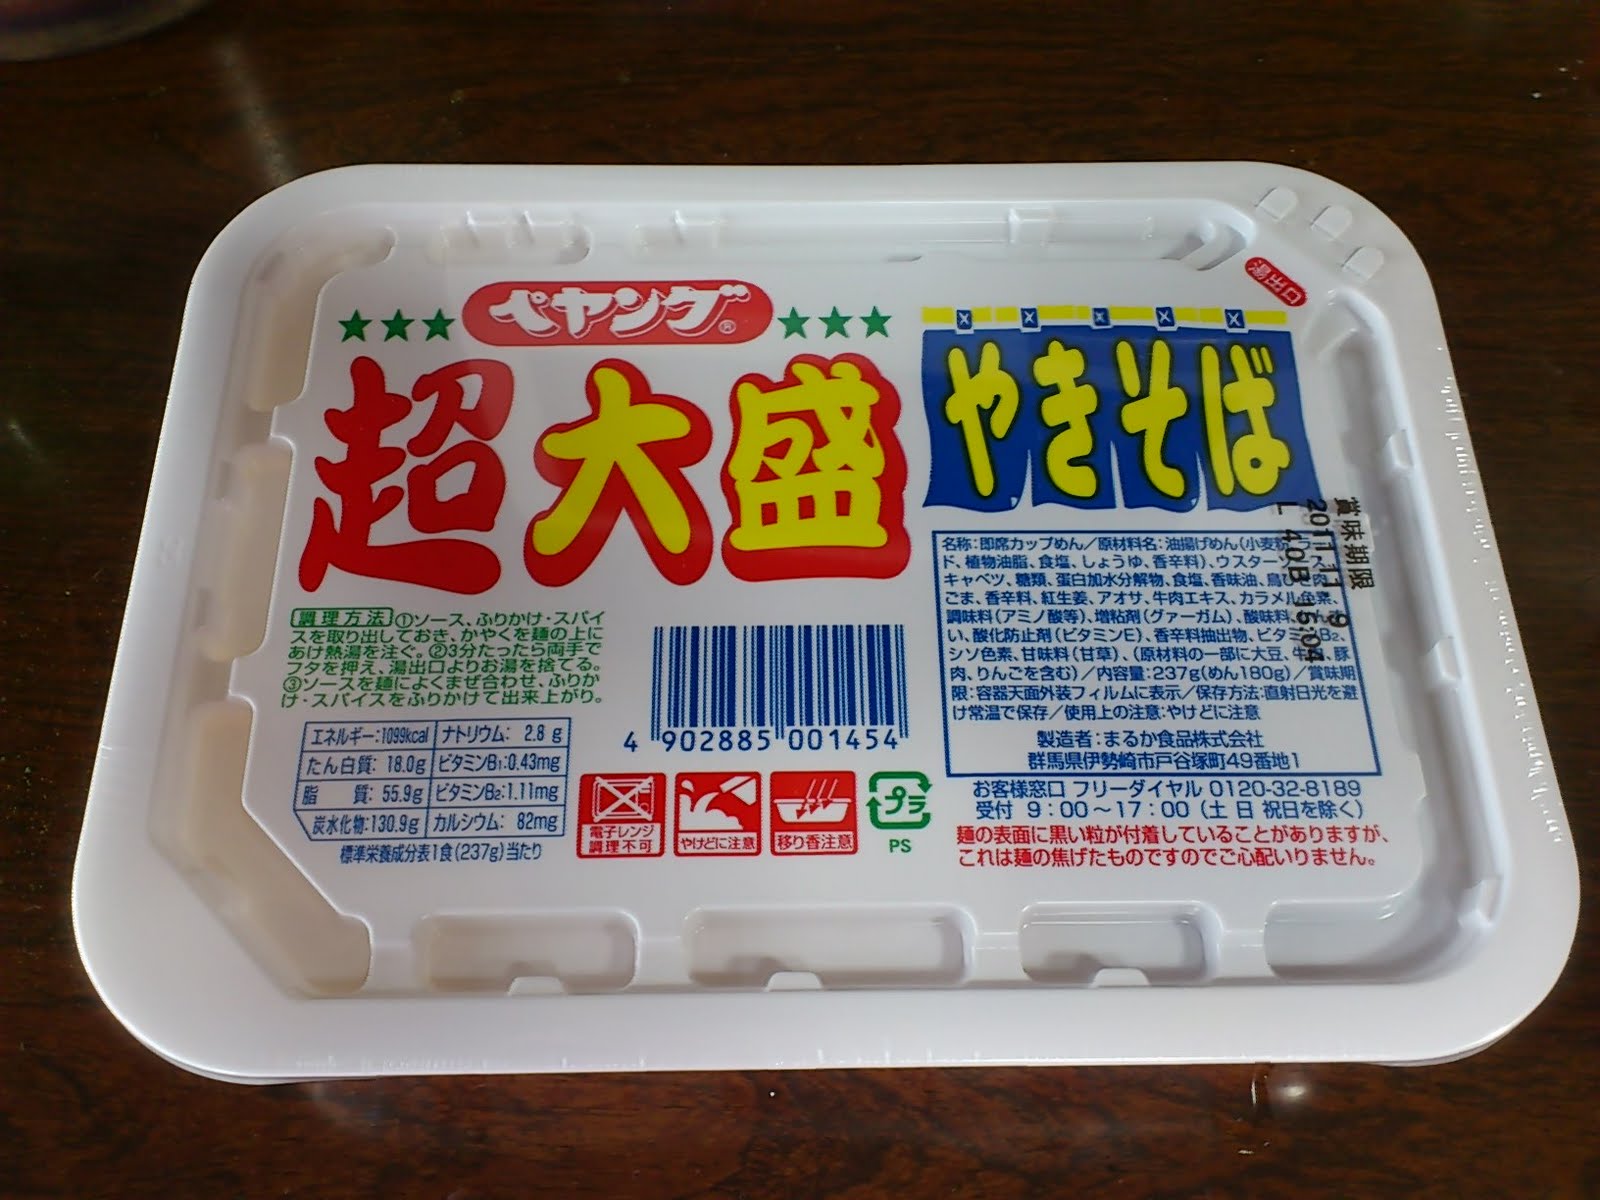 湯出口
ペヤング®
超大盛
やきそば
賞味期限
2011.11.9
L 40B 15:04
調理方法 ①ソース、ふりかけ・スパイ
スを取り出しておき、かやくを麺の上に
あけ熱湯を注ぐ。②3分たったら両手で
フタを押え、湯出口よりお湯を捨てる。
③ソースを麺によくまぜ合わせ、ふりか
け・スパイスをふりかけて出来上がり。
エネルギー:1099kcal ナトリウム: 2.8g
たん白質: 18.0g ビタミンB₁:0.43mg
脂 質: 55.9g ビタミンB₂:1.11mg
炭水化物:130.9g カルシウム: 82mg
標準栄養成分表1食(237g)当たり
4 902885 001454
電子レンジ
調理不可
やけどに注意
移り香注意
プラ
PS
名称:即席カップめん/原材料名:油揚げめん(小麦粉、
ド、植物油脂、食塩、しょうゆ、香辛料)、ウスターソース、
キャベツ、糖類、蛋白加水分解物、食塩、香味油、鳥ひき肉、
ごま、香辛料、紅生姜、アオサ、牛肉エキス、カラメル色素、
調味料(アミノ酸等)、増粘剤(グァーガム)、酸味料、
い、酸化防止剤(ビタミンE)、香辛料抽出物、ビタミンB₂、
シソ色素、甘味料(甘草)、(原材料の一部に大豆、牛肉、豚
肉、りんごを含む)/内容量:237g(めん180g)/賞味期
限:容器天面外装フィルムに表示/保存方法:直射日光を避
け常温で保存/使用上の注意:やけどに注意
製造者:まるか食品株式会社
群馬県伊勢崎市戸谷塚町49番地1
お客様窓口 フリーダイヤル 0120-32-8189
受付 9:00～17:00(土 日 祝日を除く)
麺の表面に黒い粒が付着していることがありますが、
これは麺の焦げたものですのでご心配いりません。